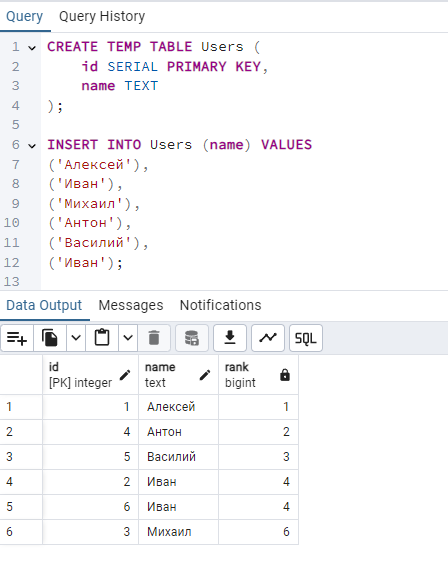 Query Query History
1 CREATE TEMP TABLE Users (
2 id SERIAL PRIMARY KEY,
3 name TEXT
4 );
5
6 INSERT INTO Users (name) VALUES
7 ('Алексей'),
8 ('Иван'),
9 ('Михаил'),
10 ('Антон'),
11 ('Василий'),
12 ('Иван');
13
Data Output Messages Notifications
SQL
id name rank
[PK] integer text bigint
1 1 Алексей 1
2 4 Антон 2
3 5 Василий 3
4 2 Иван 4
5 6 Иван 4
6 3 Михаил 6